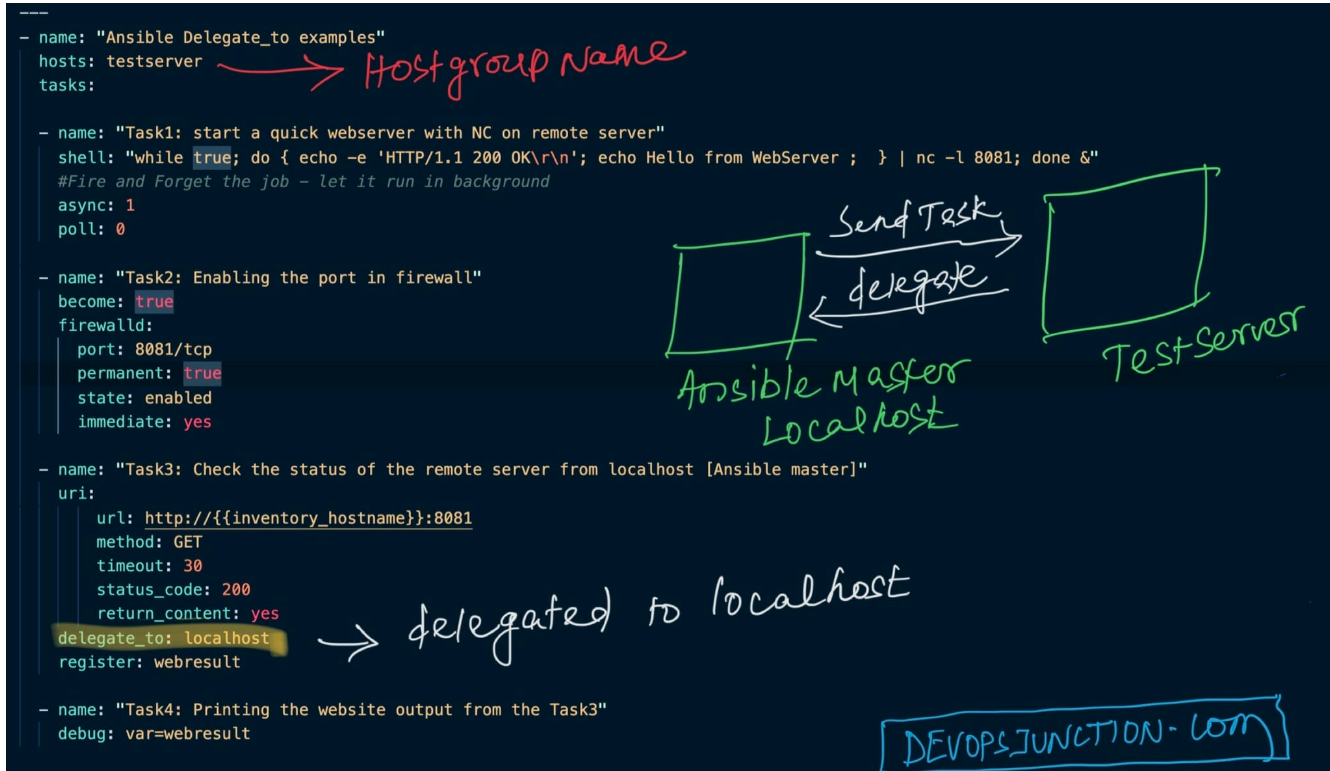 ---
- name: "Ansible Delegate_to examples"
hosts: testserver → Hostgroup Name
tasks:
- name: "Task1: start a quick webserver with NC on remote server"
shell: "while true; do { echo -e 'HTTP/1.1 200 OK\r\n'; echo Hello from WebServer ;  } | nc -l 8081; done &"
#Fire and Forget the job – let it run in background
async: 1
poll: 0
Send Task
delegate
- name: "Task2: Enabling the port in firewall"
become: true
firewalld:
port: 8081/tcp
permanent: true
state: enabled
immediate: yes
TestServer
Ansible Master
Localhost
- name: "Task3: Check the status of the remote server from localhost [Ansible master]"
uri:
url: http://{{inventory_hostname}}:8081
method: GET
timeout: 30
status_code: 200
return_content: yes
delegate_to: localhost → delegated to localhost
register: webresult
- name: "Task4: Printing the website output from the Task3"
debug: var=webresult
DEVOPSJUNCTION-COM